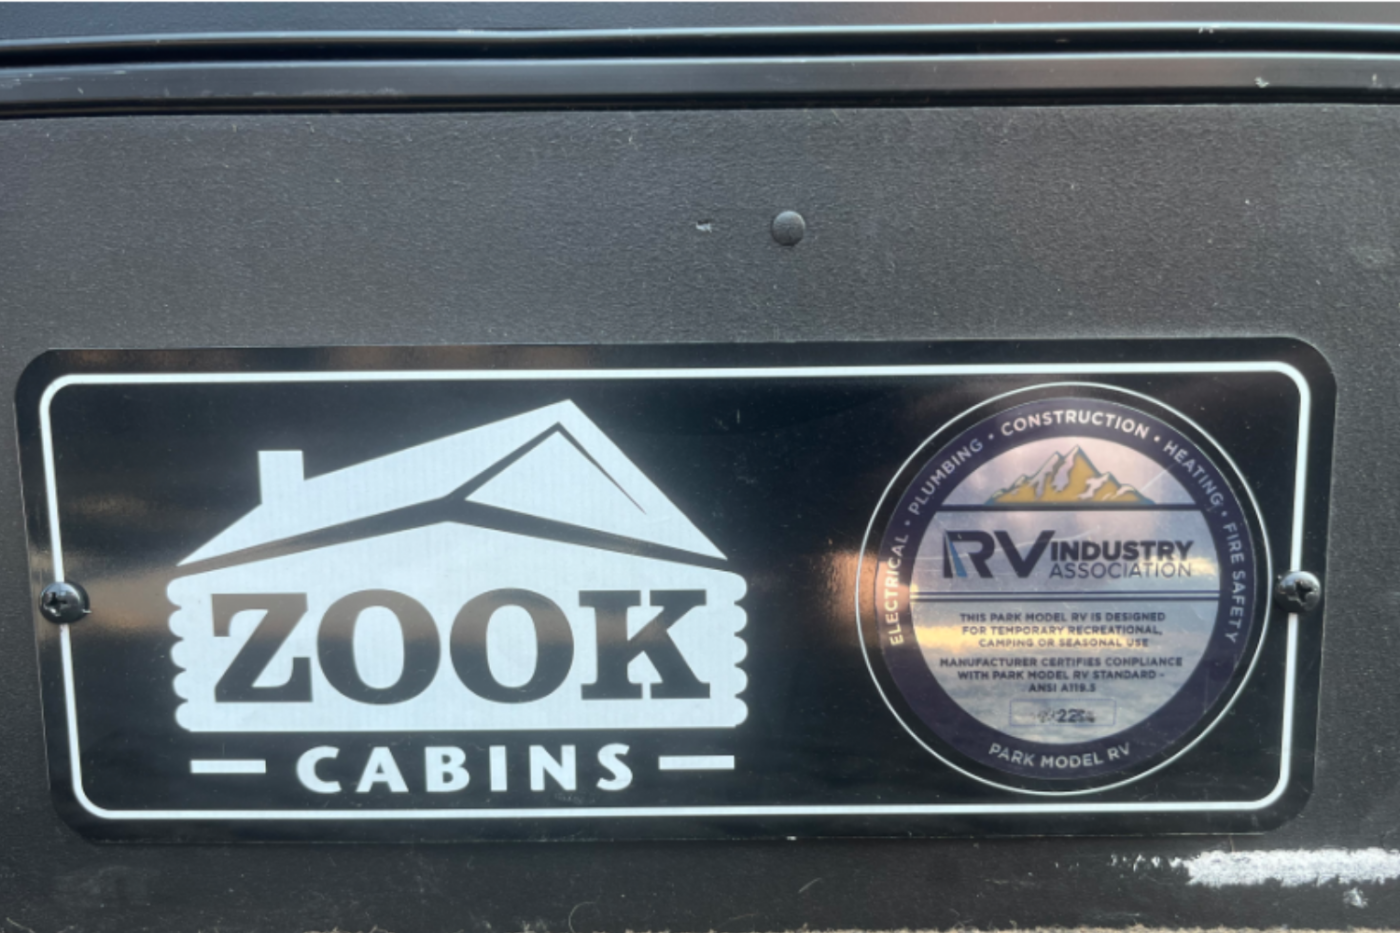 ZOOK
CABINS
ELECTRICAL • PLUMBING • CONSTRUCTION • HEATING • FIRE SAFETY
RV INDUSTRY
ASSOCIATION
THIS PARK MODEL RV IS DESIGNED
FOR TEMPORARY RECREATIONAL,
CAMPING OR SEASONAL USE
MANUFACTURER CERTIFIES COMPLIANCE
WITH PARK MODEL RV STANDARD -
ANSI A119.5
PARK MODEL RV